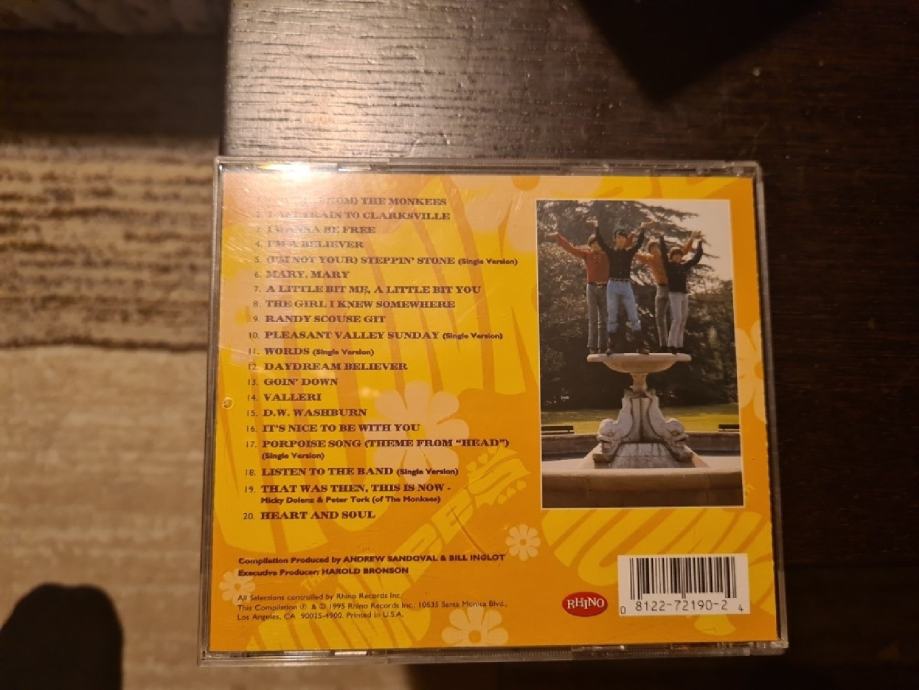 THE MONKEES
2. LAST TRAIN TO CLARKSVILLE
3. I WANNA BE FREE
4. I'M A BELIEVER
5. (I'M NOT YOUR) STEPPIN' STONE (Single Version)
6. MARY, MARY
7. A LITTLE BIT ME, A LITTLE BIT YOU
8. THE GIRL I KNEW SOMEWHERE
9. RANDY SCOUSE GIT
10. PLEASANT VALLEY SUNDAY (Single Version)
11. WORDS (Single Version)
12. DAYDREAM BELIEVER
13. GOIN' DOWN
14. VALLERI
15. D.W. WASHBURN
16. IT'S NICE TO BE WITH YOU
17. PORPOISE SONG (THEME FROM "HEAD")
(Single Version)
18. LISTEN TO THE BAND (Single Version)
19. THAT WAS THEN, THIS IS NOW -
Micky Dolenz & Peter Tork (of The Monkees)
20. HEART AND SOUL
Compilation Produced by ANDREW SANDOVAL & BILL INGLOT
Executive Producer: HAROLD BRONSON
All Selections controlled by Rhino Records Inc.
This Compilation ℗ & © 1995 Rhino Records Inc., 10635 Santa Monica Blvd.,
Los Angeles, CA 90025-4900. Printed in U.S.A.
RHINO
0 8122-72190-2 4